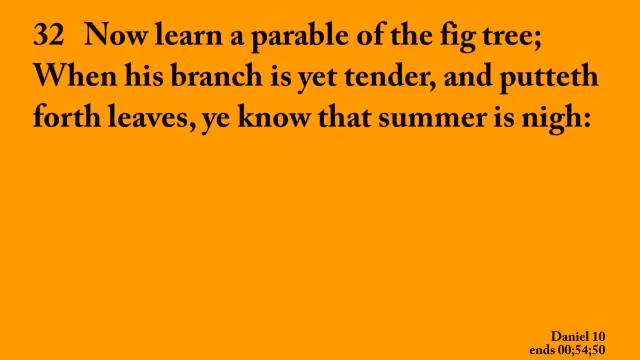 32 Now learn a parable of the fig tree;
When his branch is yet tender, and putteth
forth leaves, ye know that summer is nigh:
Daniel 10
ends 00;54;50